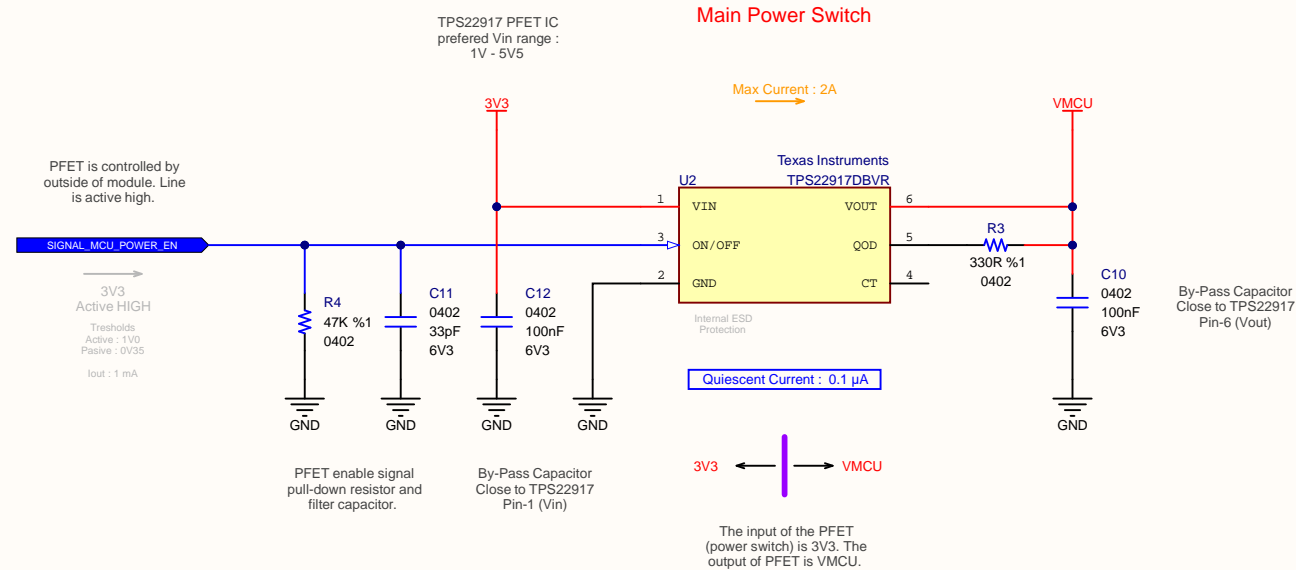 Main Power Switch
TPS22917 PFET IC
prefered Vin range :
1V - 5V5
Max Current : 2A
3V3
VMCU
PFET is controlled by
outside of module. Line
is active high.
SIGNAL_MCU_POWER_EN
3V3
Active HIGH
Tresholds
Active : 1V0
Pasive : 0V35
Iout : 1 mA
R4
47K %1
0402
C11
0402
33pF
6V3
C12
0402
100nF
6V3
Texas Instruments
U2
TPS22917DBVR
1
VIN
VOUT
6
3
ON/OFF
QOD
5
2
GND
CT
4
Internal ESD
Protection
R3
330R %1
0402
C10
0402
100nF
6V3
By-Pass Capacitor
Close to TPS22917
Pin-6 (Vout)
Quiescent Current : 0.1 µA
GND
GND
GND
GND
GND
PFET enable signal
pull-down resistor and
filter capacitor.
By-Pass Capacitor
Close to TPS22917
Pin-1 (Vin)
3V3
VMCU
The input of the PFET
(power switch) is 3V3. The
output of PFET is VMCU.